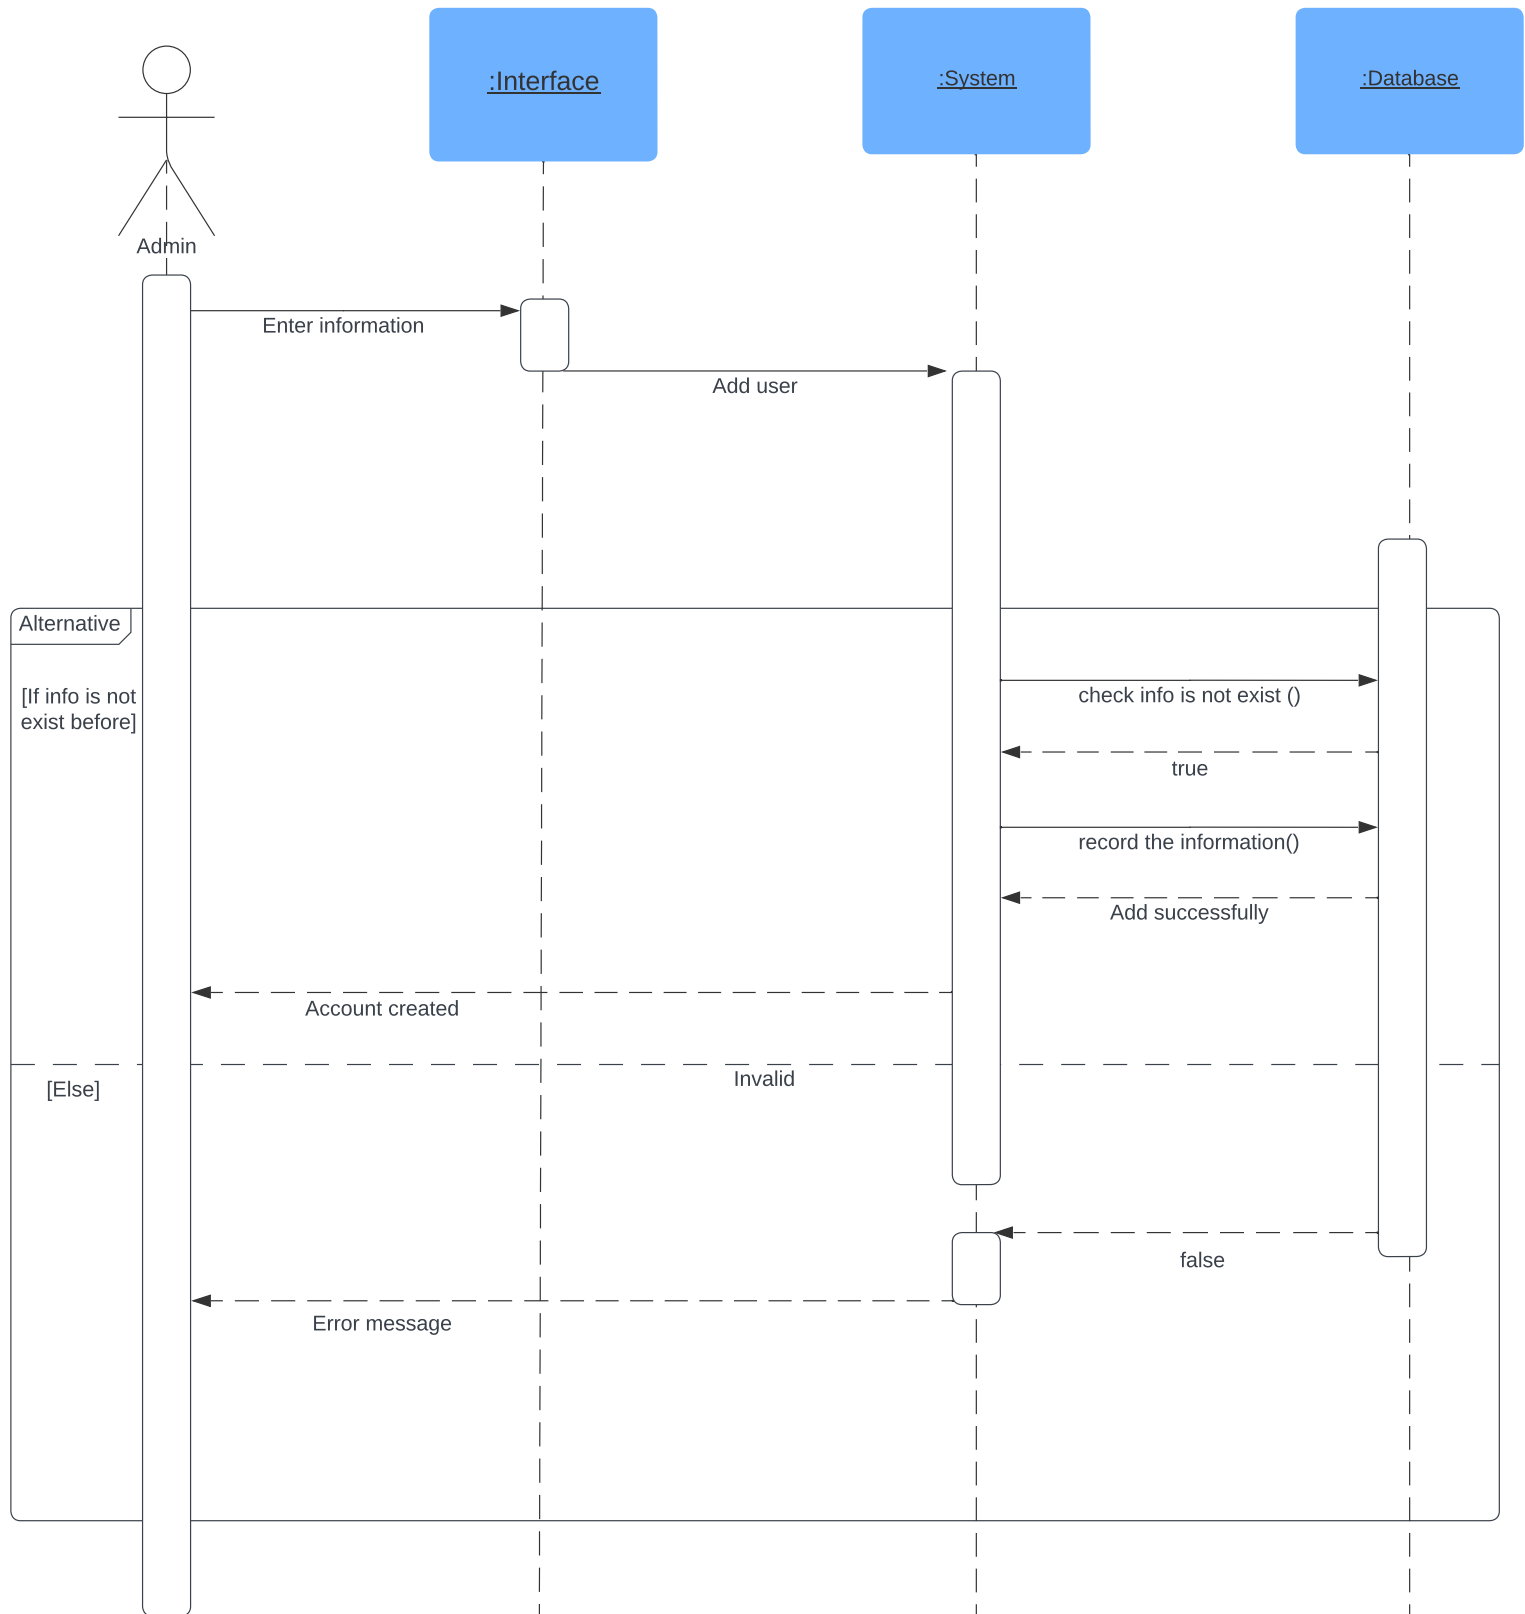 :Interface
:System
:Database
Admin
Enter information
Add user
Alternative
[If info is not
exist before]
check info is not exist ()
true
record the information()
Add successfully
Account created
Invalid
[Else]
false
Error message